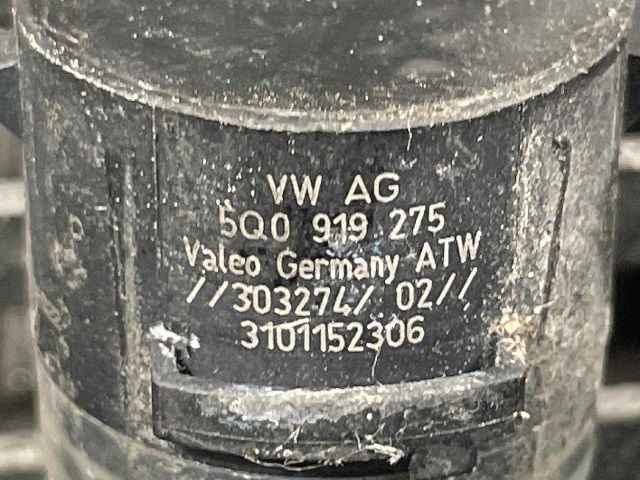 VW AG
5Q0 919 275
Valeo Germany ATW
//303274/ 02//
3101152306